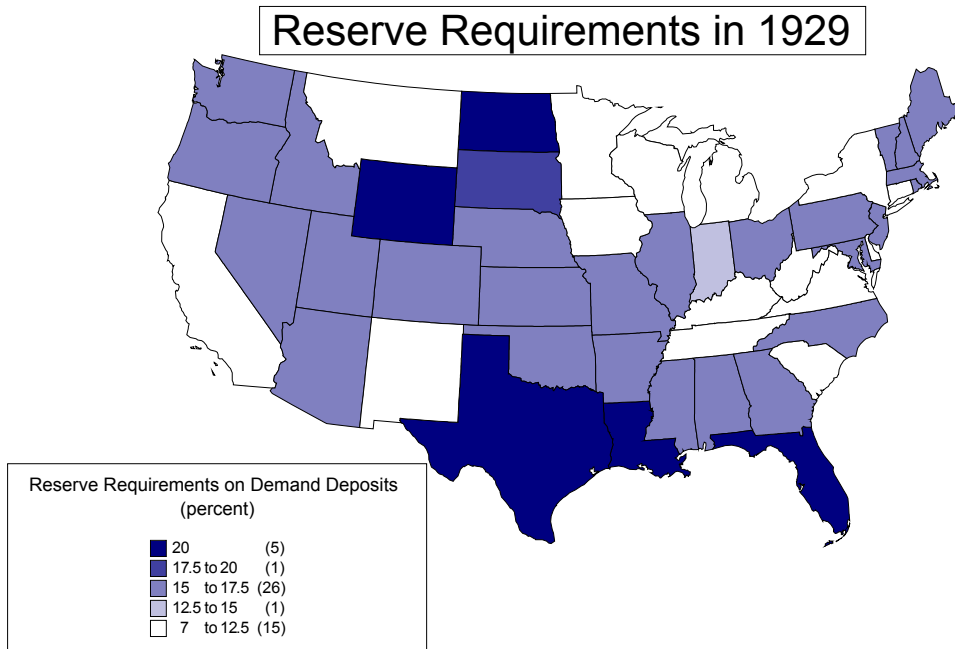 Reserve Requirements in 1929
Reserve Requirements on Demand Deposits
(percent)
20 (5)
17.5 to 20 (1)
15 to 17.5 (26)
12.5 to 15 (1)
7 to 12.5 (15)